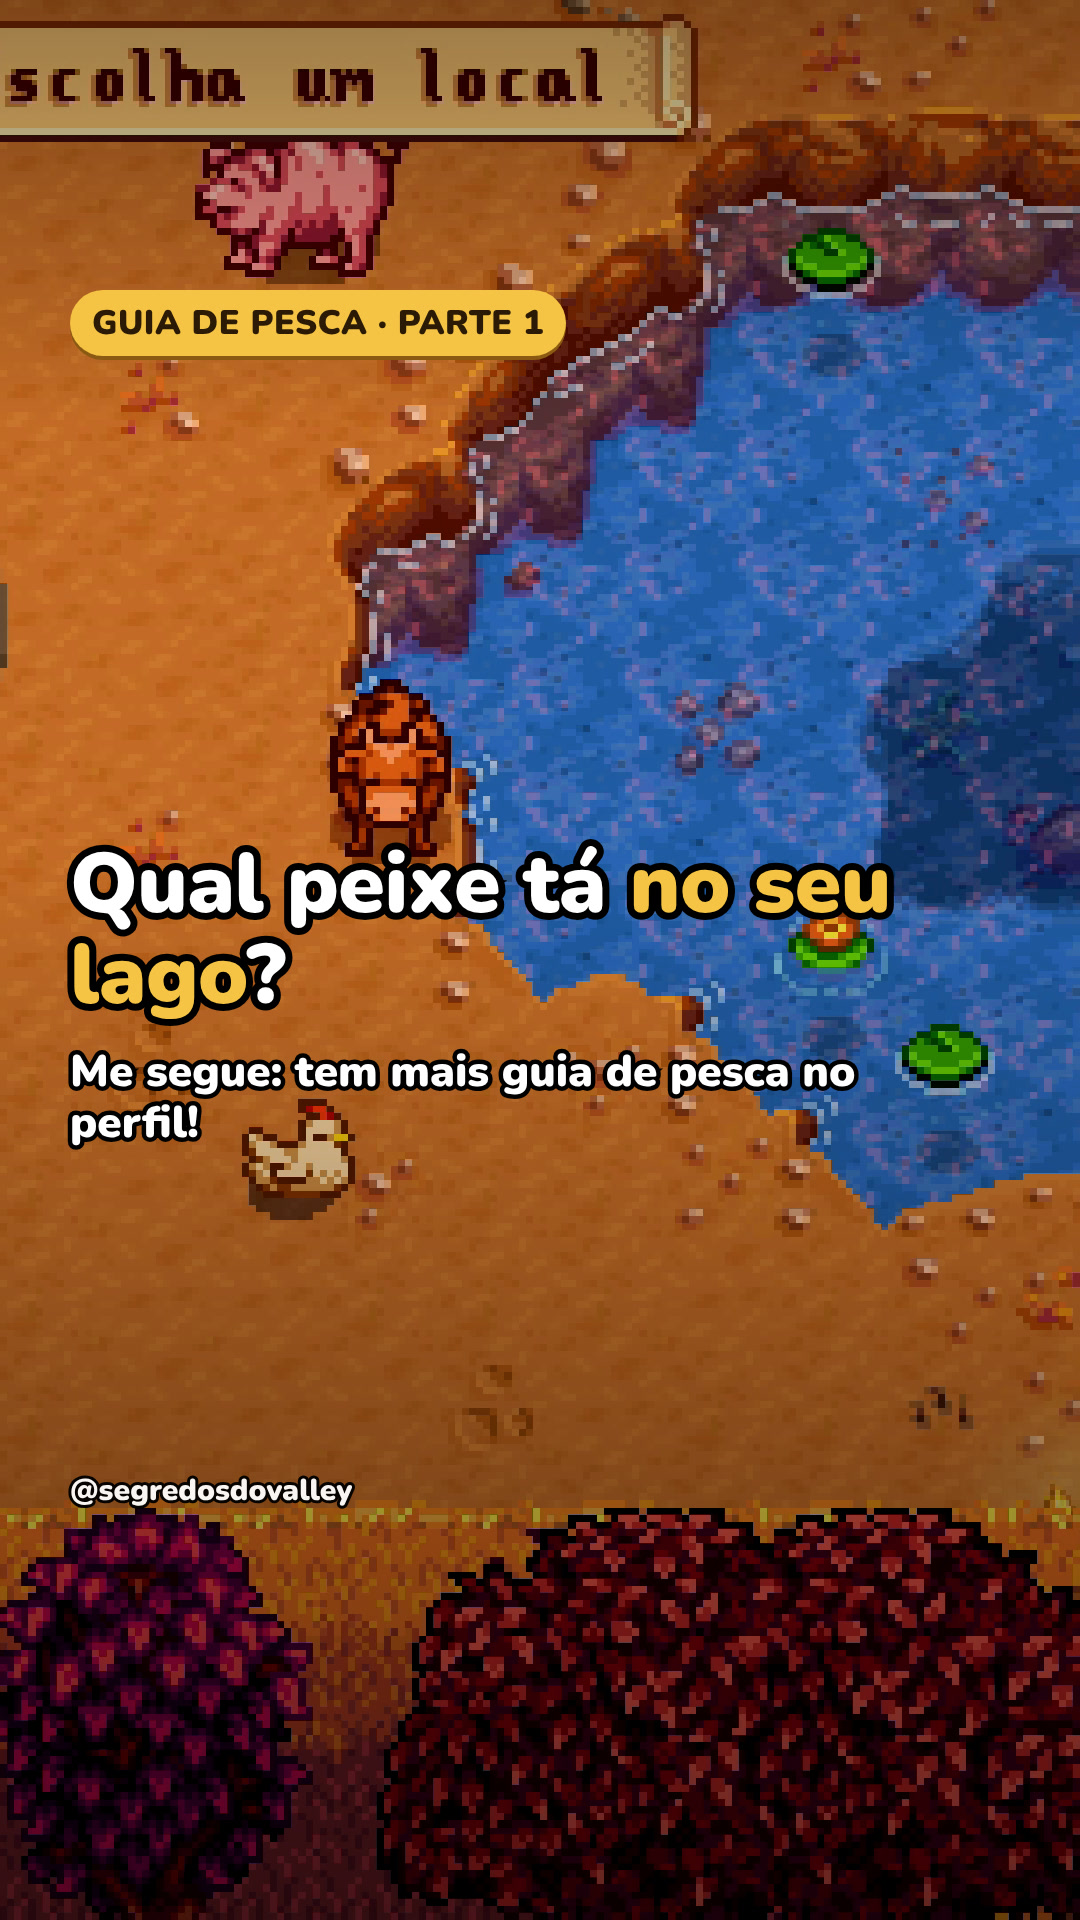 scolha um local
GUIA DE PESCA · PARTE 1
Qual peixe tá no seu
lago?
Me segue: tem mais guia de pesca no
perfil!
@segredosdovalley